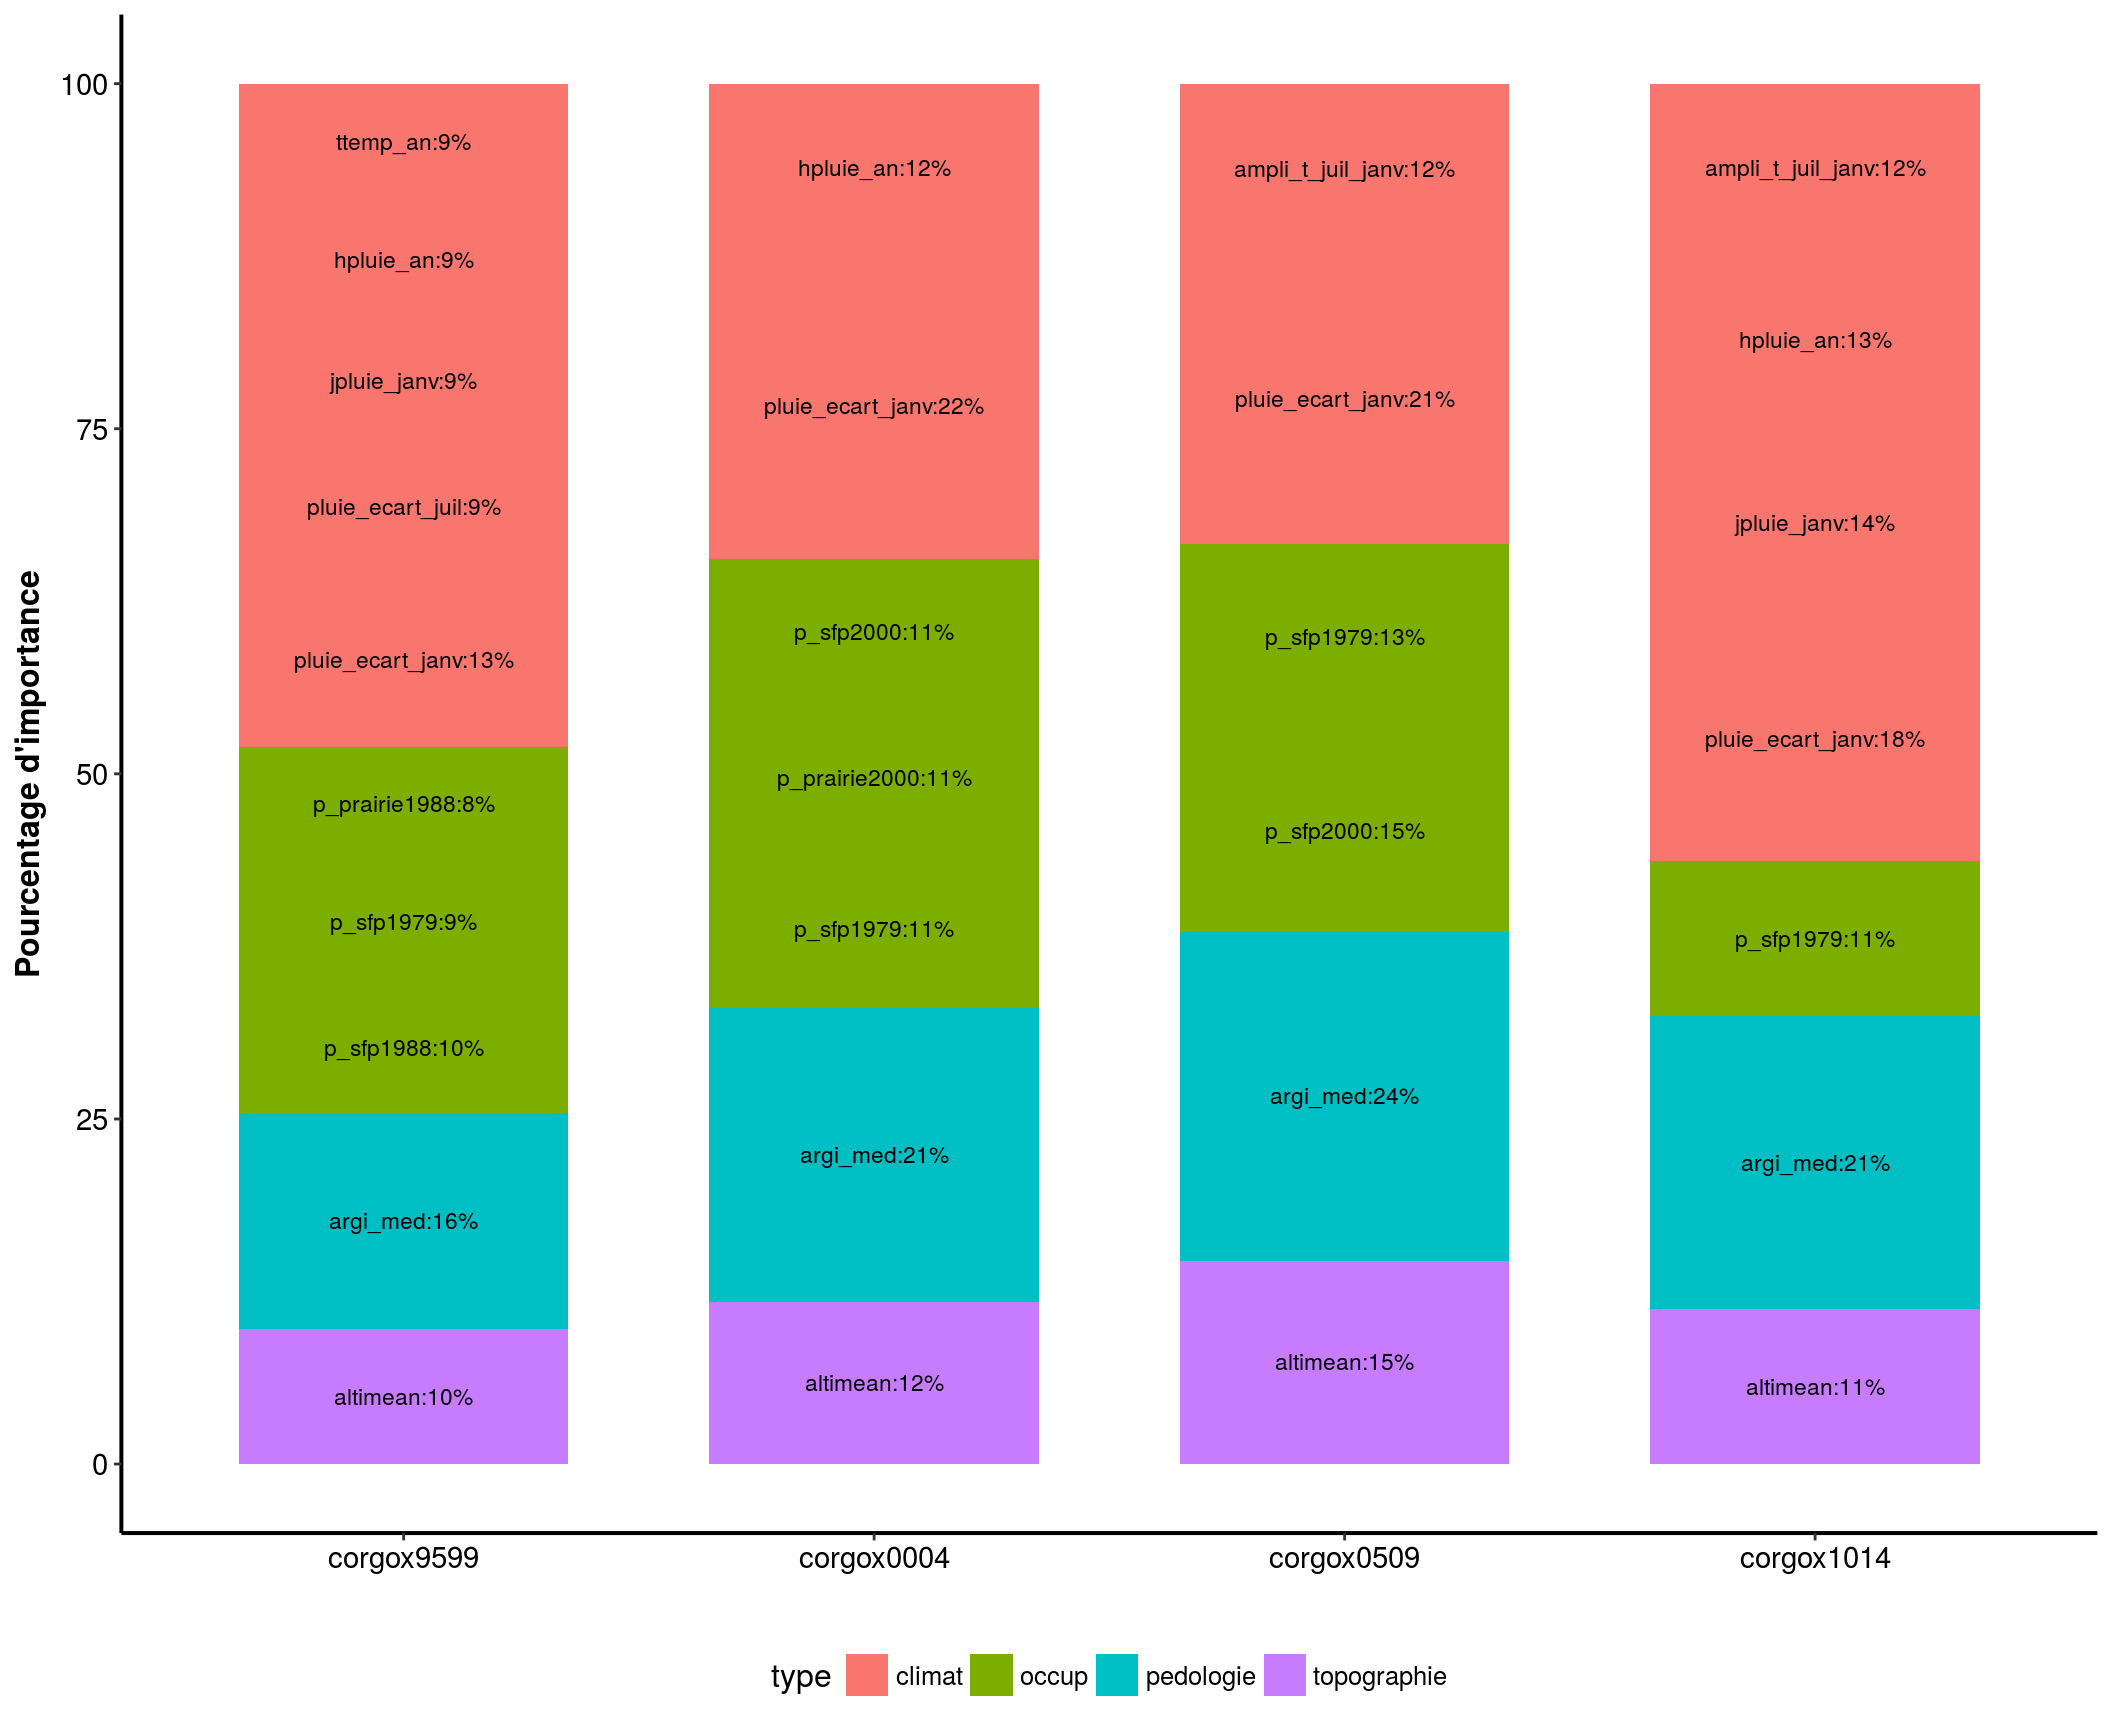 Pourcentage d'importance
100
75
50
25
0
ttemp_an:9%
hpluie_an:9%
jpluie_janv:9%
pluie_ecart_juil:9%
pluie_ecart_janv:13%
p_prairie1988:8%
p_sfp1979:9%
p_sfp1988:10%
argi_med:16%
altimean:10%
hpluie_an:12%
pluie_ecart_janv:22%
p_sfp2000:11%
p_prairie2000:11%
p_sfp1979:11%
argi_med:21%
altimean:12%
ampli_t_juil_janv:12%
pluie_ecart_janv:21%
p_sfp1979:13%
p_sfp2000:15%
argi_med:24%
altimean:15%
ampli_t_juil_janv:12%
hpluie_an:13%
jpluie_janv:14%
pluie_ecart_janv:18%
p_sfp1979:11%
argi_med:21%
altimean:11%
corgox9599 corgox0004 corgox0509 corgox1014
type climat occup pedologie topographie